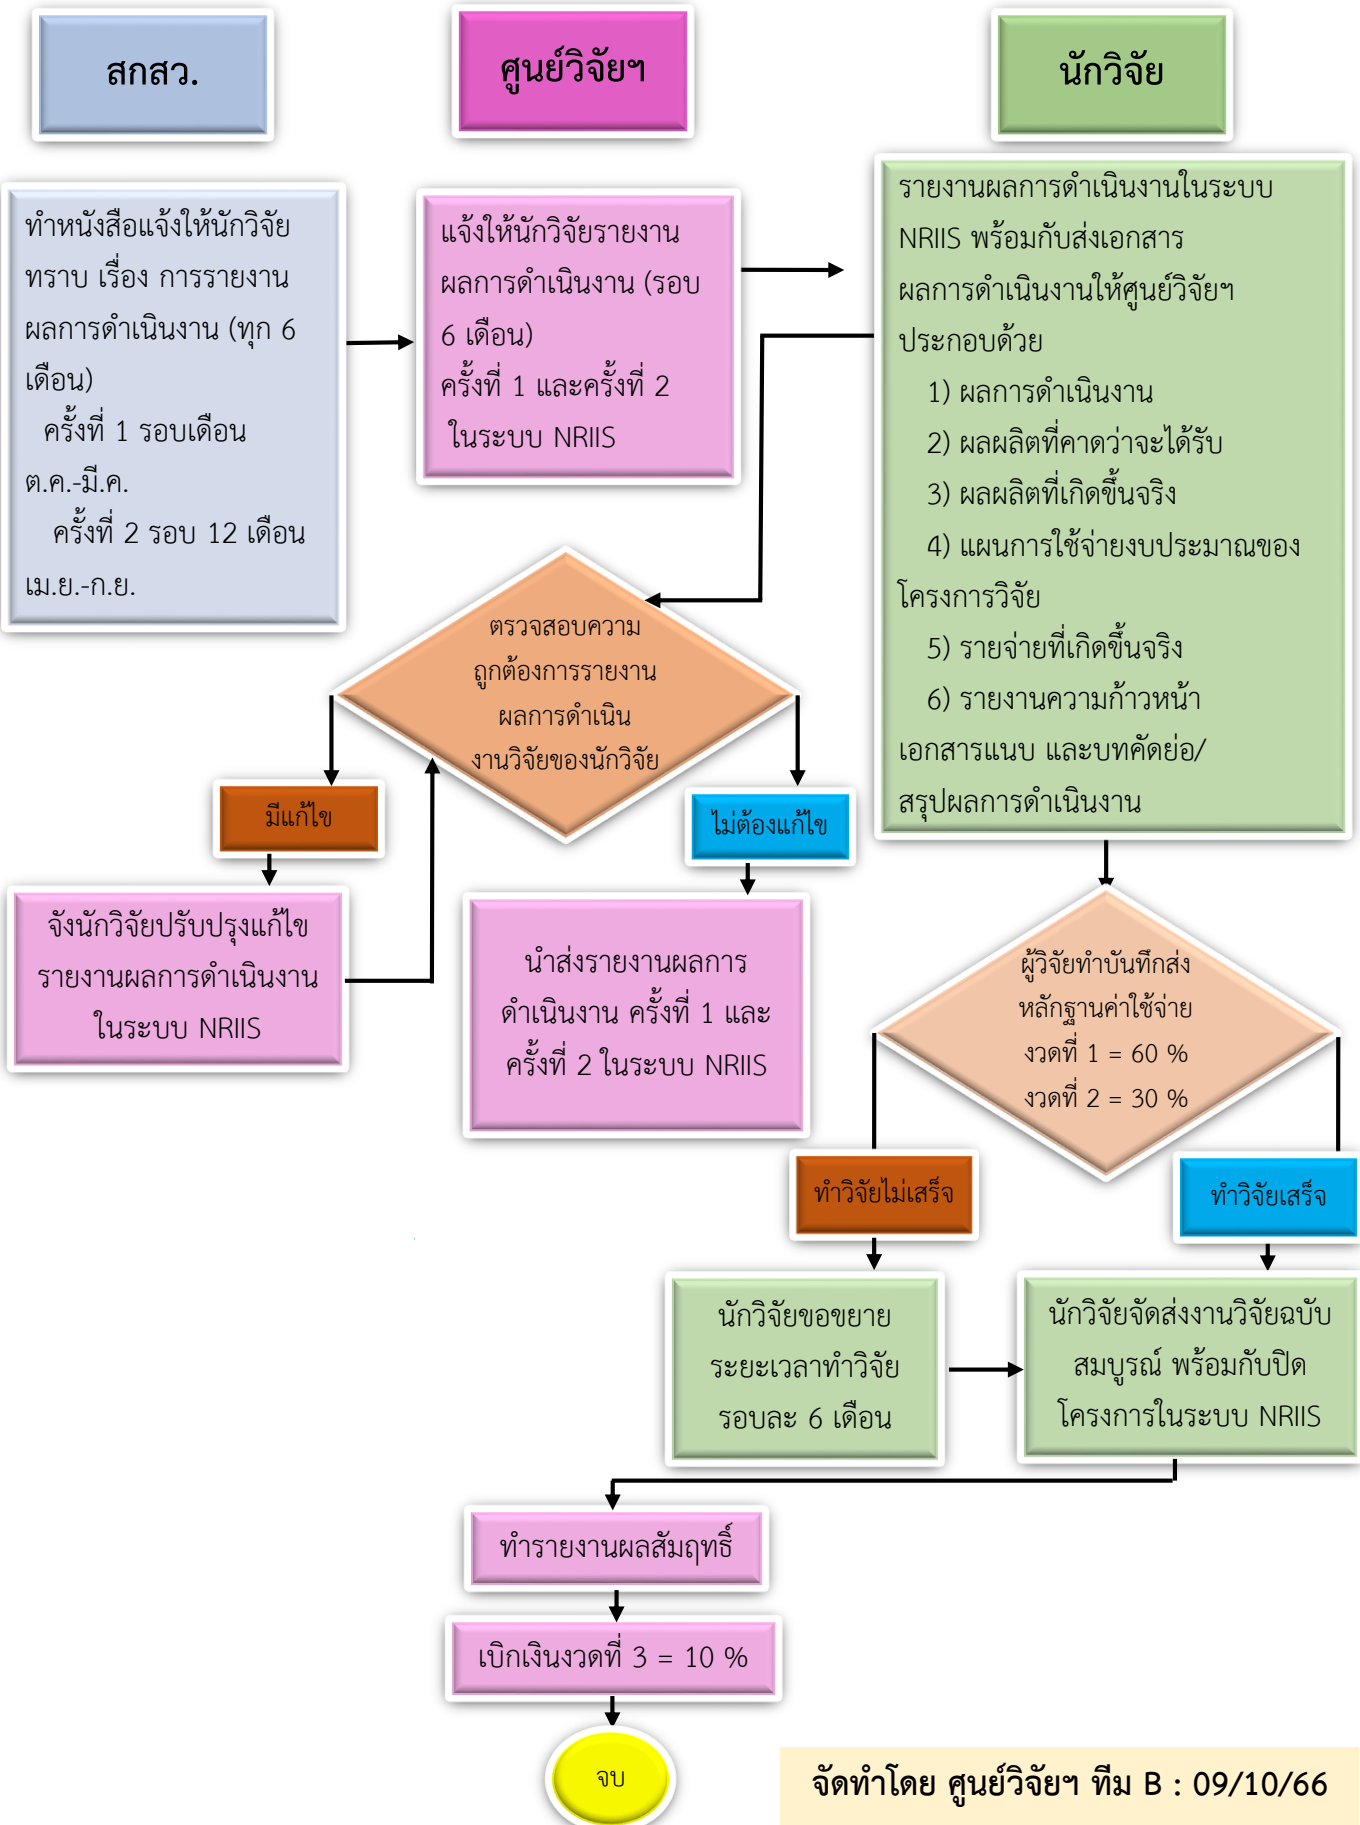 สกสว.
ศูนย์วิจัยฯ
นักวิจัย
ทำหนังสือแจ้งให้นักวิจัย
ทราบ เรื่อง การรายงาน
ผลการดำเนินงาน (ทุก 6
เดือน)
ครั้งที่ 1 รอบเดือน
ต.ค.-มี.ค.
ครั้งที่ 2 รอบ 12 เดือน
เม.ย.-ก.ย.
แจ้งให้นักวิจัยรายงาน
ผลการดำเนินงาน (รอบ
6 เดือน)
ครั้งที่ 1 และครั้งที่ 2
ในระบบ NRIIS
รายงานผลการดำเนินงานในระบบ
NRIIS พร้อมกับส่งเอกสาร
ผลการดำเนินงานให้ศูนย์วิจัยฯ
ประกอบด้วย
1) ผลการดำเนินงาน
2) ผลผลิตที่คาดว่าจะได้รับ
3) ผลผลิตที่เกิดขึ้นจริง
4) แผนการใช้จ่ายงบประมาณของ
โครงการวิจัย
5) รายจ่ายที่เกิดขึ้นจริง
6) รายงานความก้าวหน้า
เอกสารแนบ และบทคัดย่อ/
สรุปผลการดำเนินงาน
ตรวจสอบความ
ถูกต้องการรายงาน
ผลการดำเนิน
งานวิจัยของนักวิจัย
มีแก้ไข
ไม่ต้องแก้ไข
จังนักวิจัยปรับปรุงแก้ไข
รายงานผลการดำเนินงาน
ในระบบ NRIIS
นำส่งรายงานผลการ
ดำเนินงาน ครั้งที่ 1 และ
ครั้งที่ 2 ในระบบ NRIIS
ผู้วิจัยทำบันทึกส่ง
หลักฐานค่าใช้จ่าย
งวดที่ 1 = 60 %
งวดที่ 2 = 30 %
ทำวิจัยไม่เสร็จ
ทำวิจัยเสร็จ
นักวิจัยขอขยาย
ระยะเวลาทำวิจัย
รอบละ 6 เดือน
นักวิจัยจัดส่งงานวิจัยฉบับ
สมบูรณ์ พร้อมกับปิด
โครงการในระบบ NRIIS
ทำรายงานผลสัมฤทธิ์
เบิกเงินงวดที่ 3 = 10 %
จบ
จัดทำโดย ศูนย์วิจัยฯ ทีม B : 09/10/66